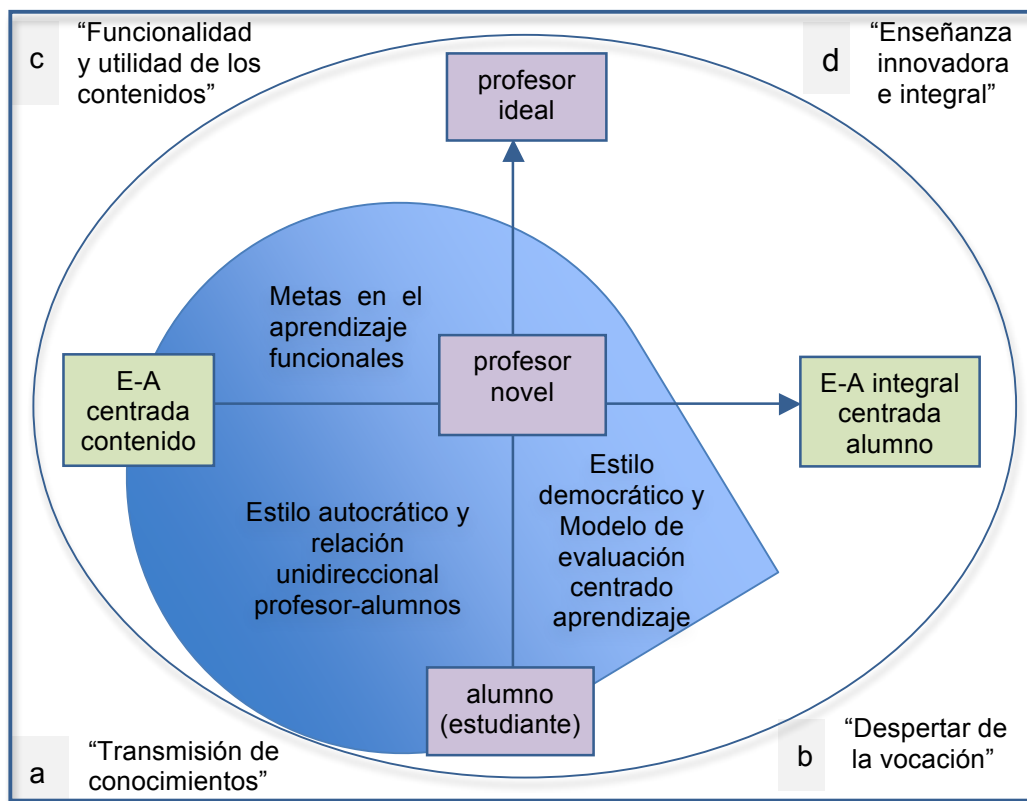 c
“Funcionalidad
y utilidad de los
contenidos”
profesor
ideal
d
“Enseñanza
innovadora
e integral”
Metas en el
aprendizaje
funcionales
E-A
centrada
contenido
profesor
novel
E-A integral
centrada
alumno
Estilo autocrático y
relación
unidireccional
profesor-alumnos
Estilo
democrático y
Modelo de
evaluación
centrado
aprendizaje
alumno
(estudiante)
a
“Transmisión de
conocimientos”
b
“Despertar de
la vocación”